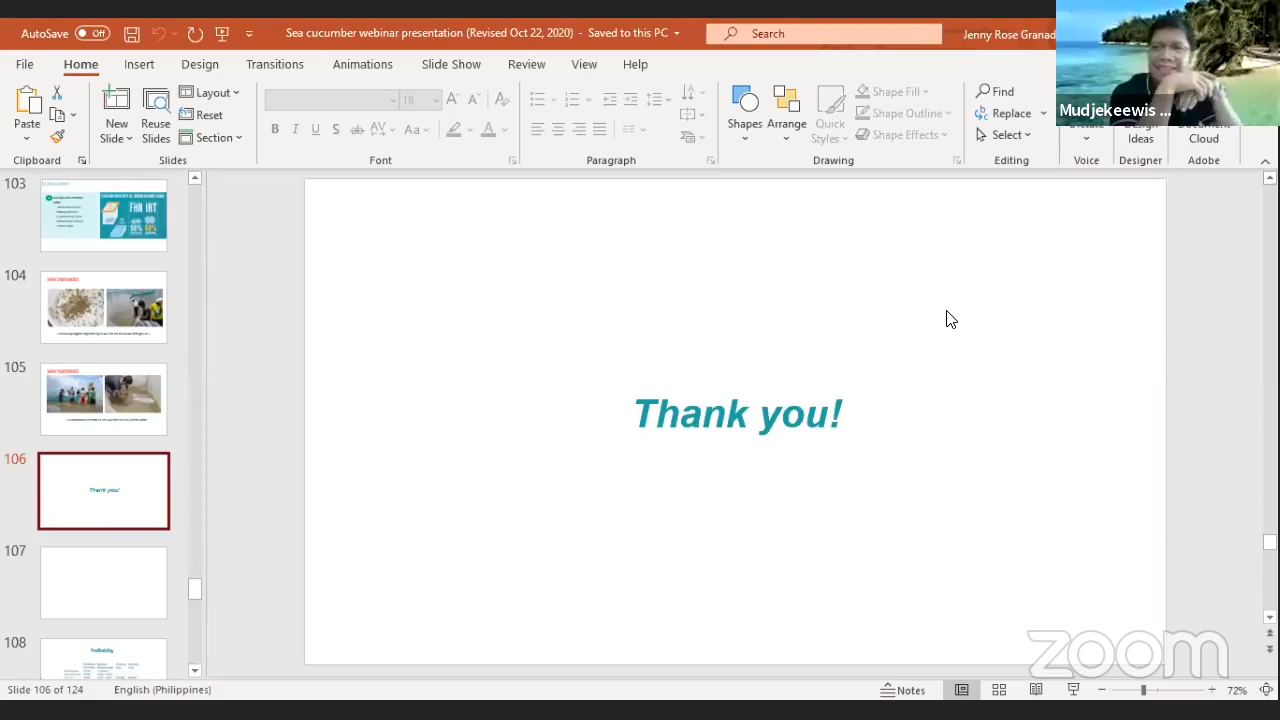 AutoSave Off
Sea cucumber webinar presentation (Revised Oct 22, 2020) - Saved to this PC
Search
Jenny Rose Granad
Mudjekeewis ...
File Home Insert Design Transitions Animations Slide Show Review View Help
Paste
New Slide
Reuse Slides
Layout
Reset
Section
18
Shapes
Arrange
Quick Styles
Shape Fill
Shape Outline
Shape Effects
Find
Replace
Select
Dictate
Design Ideas
Document Cloud
Clipboard Slides Font Paragraph Drawing Editing Voice Designer Adobe
103
104
105
106
Thank you!
107
108
Profitability
Thank you!
zoom
Slide 106 of 124 English (Philippines) Notes 72%